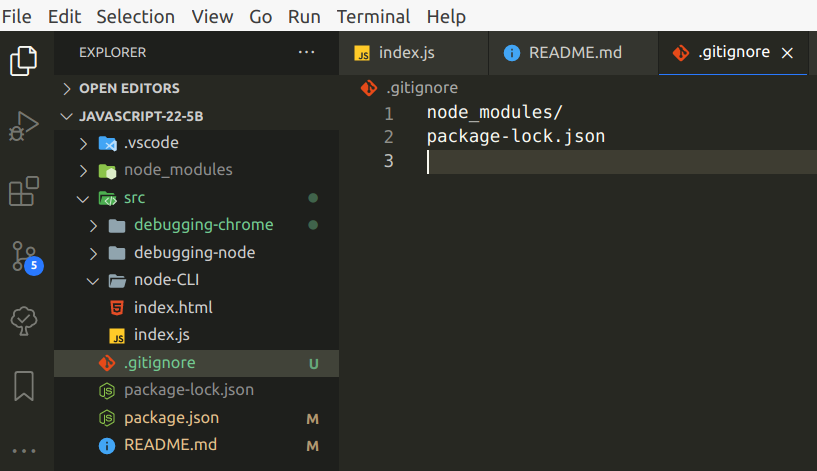 File Edit Selection View Go Run Terminal Help
EXPLORER ···
OPEN EDITORS
JAVASCRIPT-22-5B
.vscode
node_modules
src
debugging-chrome
debugging-node
node-CLI
index.html
JS index.js
.gitignore U
package-lock.json
package.json M
README.md M
5
JS index.js README.md .gitignore
.gitignore
1 node_modules/
2 package-lock.json
3